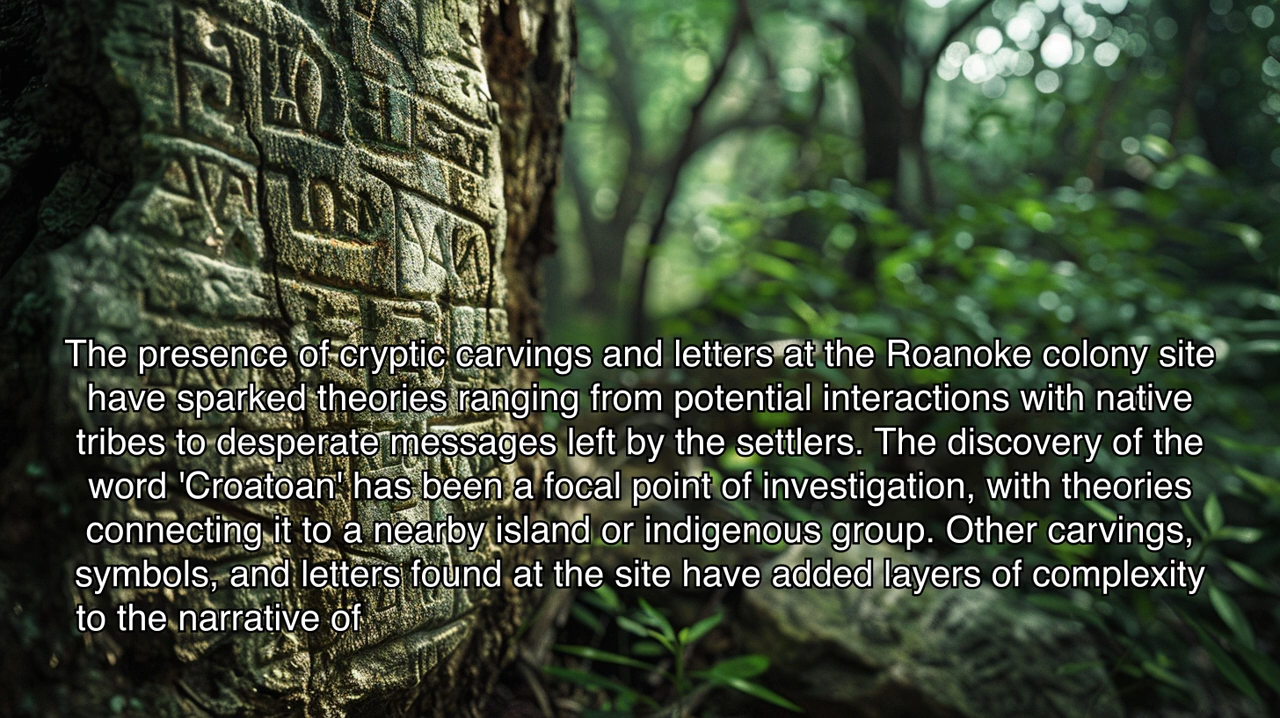 The presence of cryptic carvings and letters at the Roanoke colony site
have sparked theories ranging from potential interactions with native
tribes to desperate messages left by the settlers. The discovery of the
word 'Croatoan' has been a focal point of investigation, with theories
connecting it to a nearby island or indigenous group. Other carvings,
symbols, and letters found at the site have added layers of complexity
to the narrative of